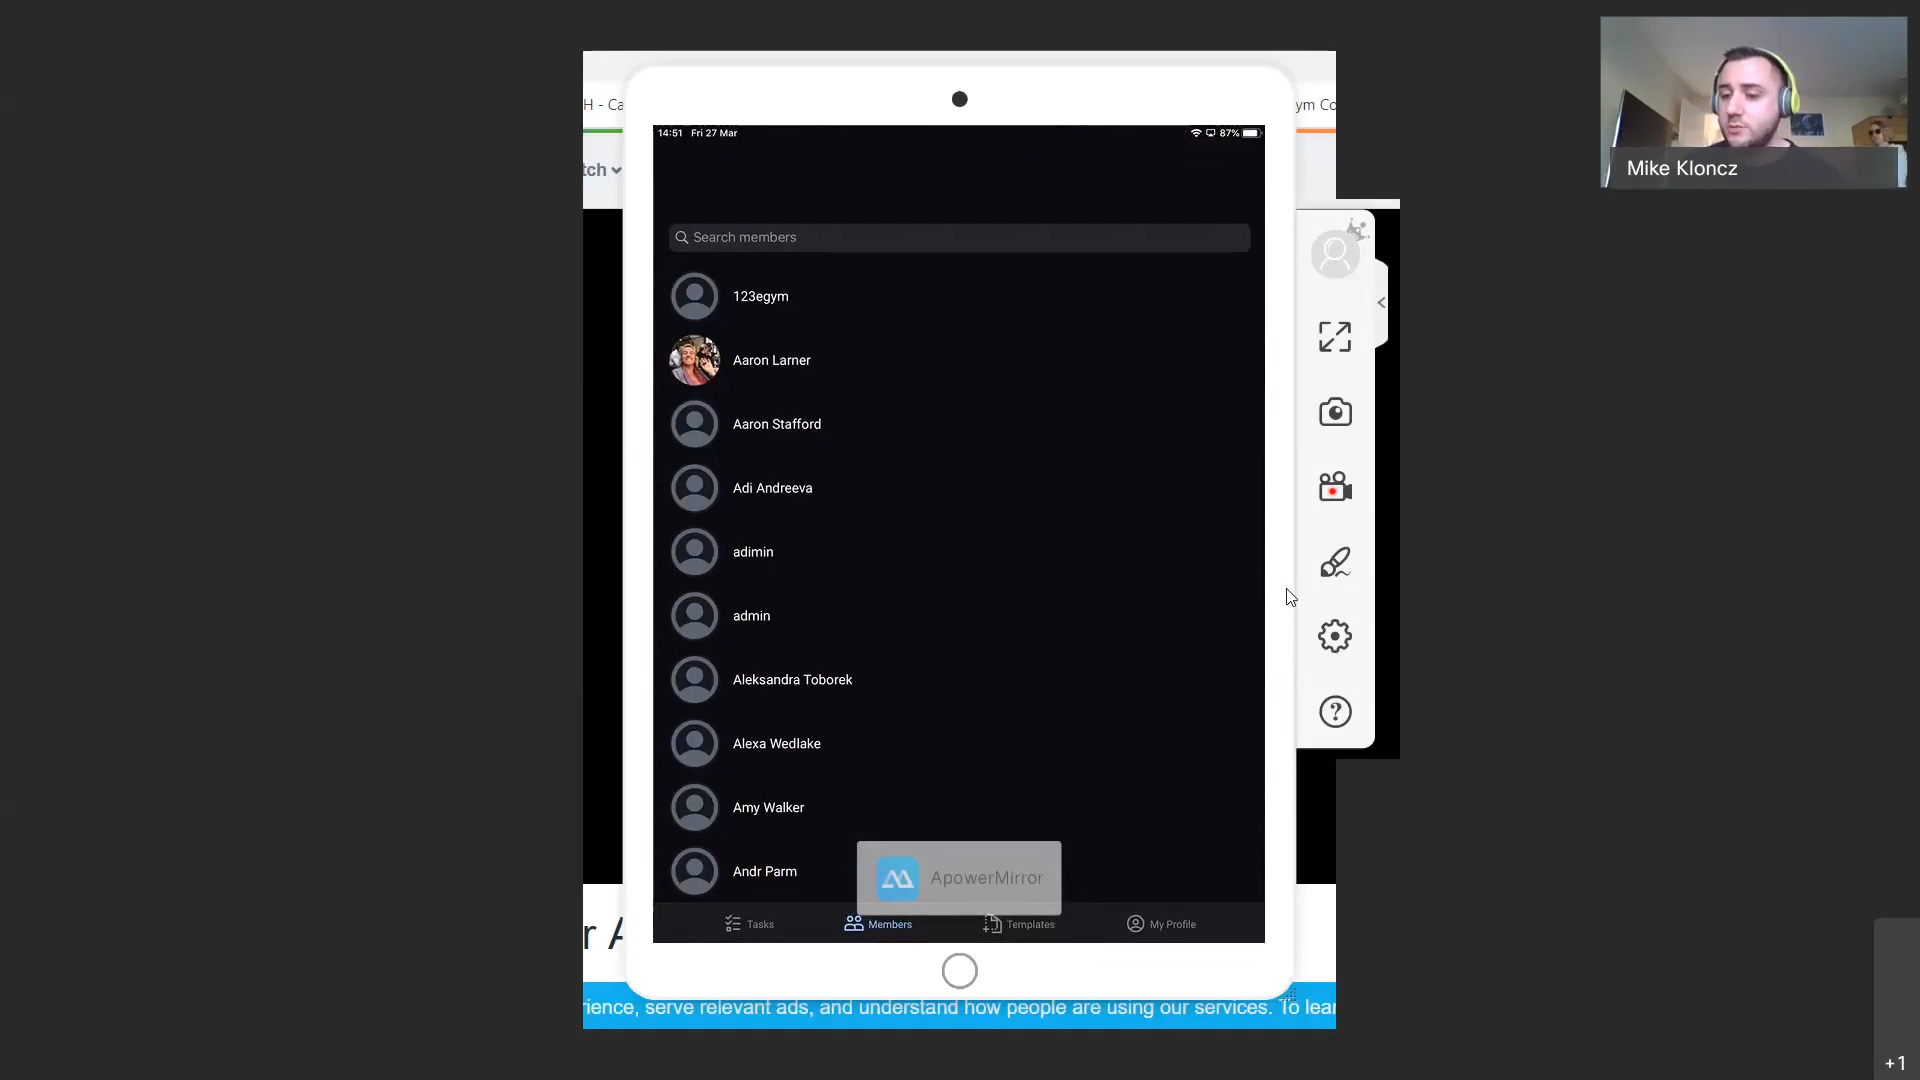 Mike Kloncz
H - Ca
ym Co
14:51 Fri 27 Mar
87%
tch
Search members
123egym
Aaron Larner
Aaron Stafford
Adi Andreeva
adimin
admin
Aleksandra Toborek
Alexa Wedlake
Amy Walker
Andr Parm
ApowerMirror
Tasks Members Templates My Profile
r A
rience, serve relevant ads, and understand how people are using our services. To lear
+1